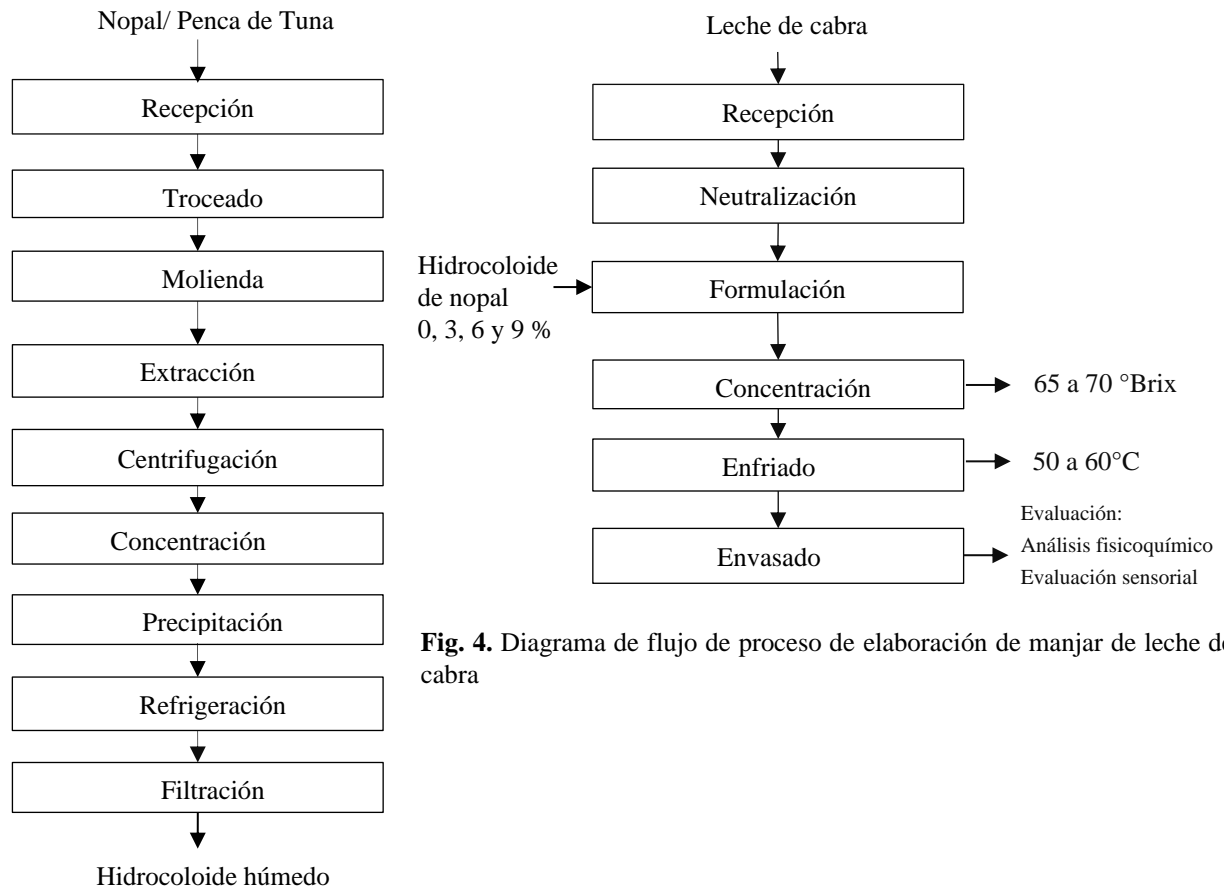 Nopal/ Penca de Tuna
Recepción
Troceado
Molienda
Extracción
Centrifugación
Concentración
Precipitación
Refrigeración
Filtración
Hidrocoloide húmedo
Leche de cabra
Recepción
Neutralización
Hidrocoloide
de nopal
0, 3, 6 y 9 %
Formulación
Concentración
65 a 70 °Brix
Enfriado
50 a 60°C
Envasado
Evaluación:
Análisis fisicoquímico
Evaluación sensorial
Fig. 4. Diagrama de flujo de proceso de elaboración de manjar de leche de
cabra